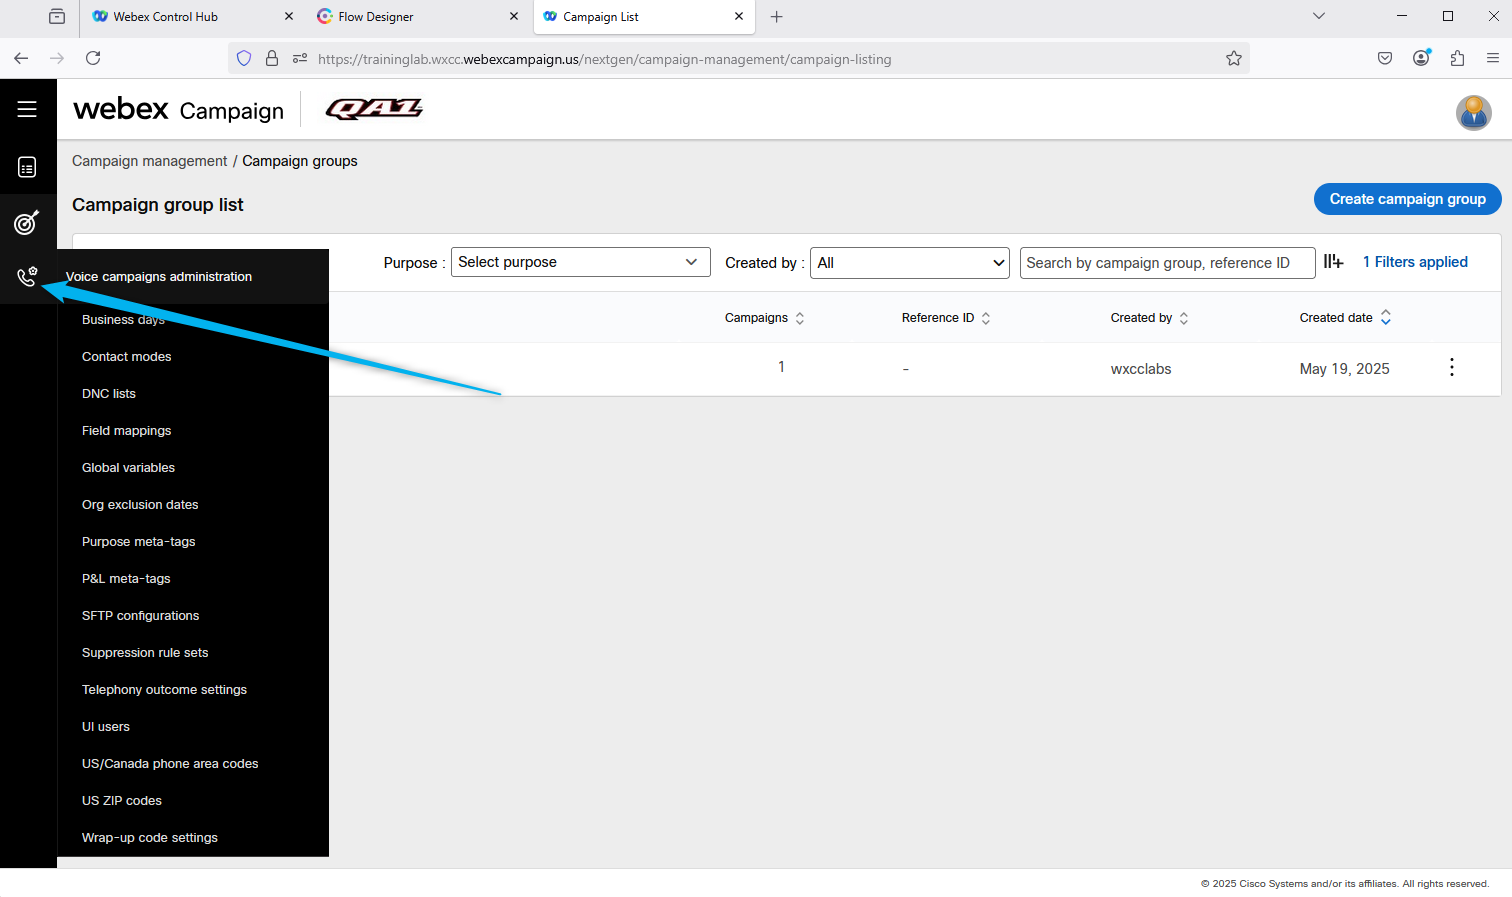 Webex Control Hub
Flow Designer
Campaign List
https://traininglab.wxcc.webexcampaign.us/nextgen/campaign-management/campaign-listing
webex Campaign
QA1
Campaign management / Campaign groups
Campaign group list
Create campaign group
Purpose : Select purpose
Created by : All
Search by campaign group, reference ID
1 Filters applied
Campaigns
Reference ID
Created by
Created date
1
-
wxcclabs
May 19, 2025
Voice campaigns administration
Business days
Contact modes
DNC lists
Field mappings
Global variables
Org exclusion dates
Purpose meta-tags
P&L meta-tags
SFTP configurations
Suppression rule sets
Telephony outcome settings
UI users
US/Canada phone area codes
US ZIP codes
Wrap-up code settings
© 2025 Cisco Systems and/or its affiliates. All rights reserved.